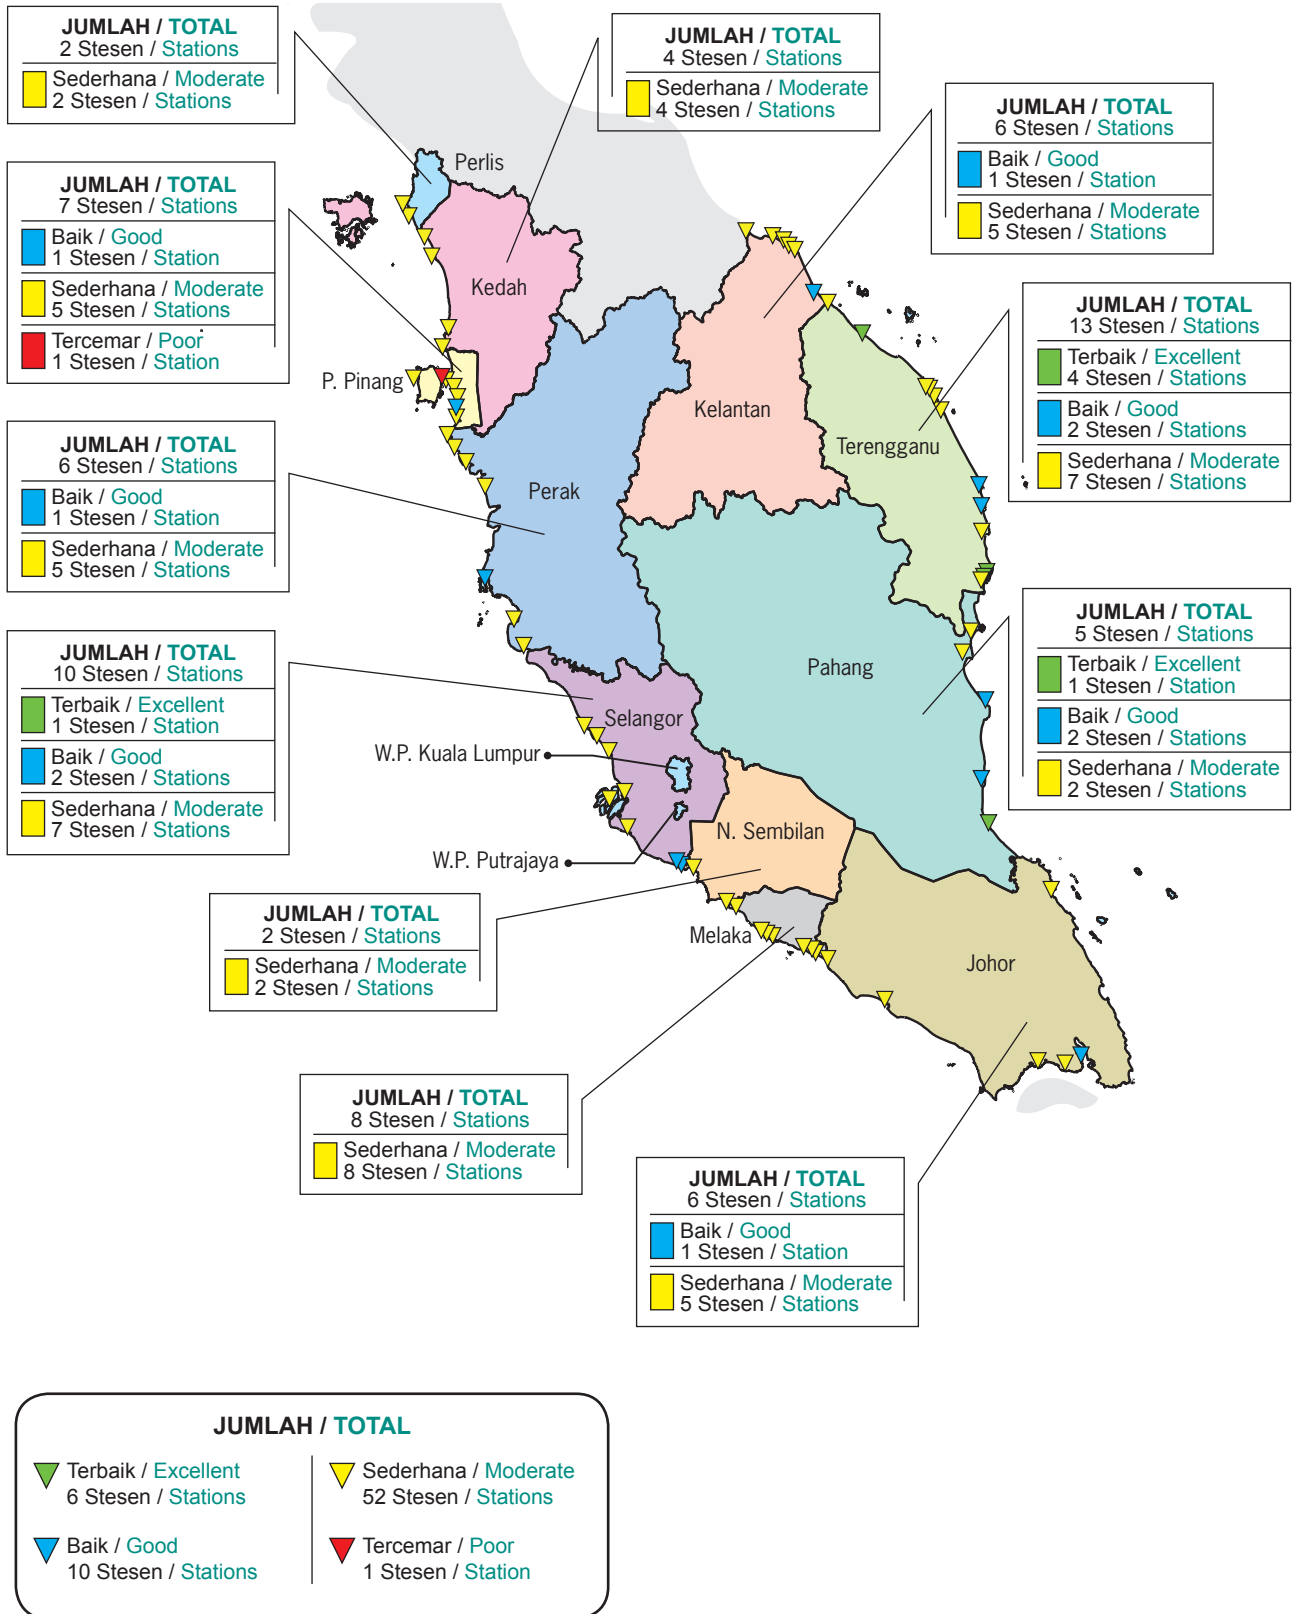 JUMLAH / TOTAL
2 Stesen / Stations
Sederhana / Moderate
2 Stesen / Stations
JUMLAH / TOTAL
4 Stesen / Stations
Sederhana / Moderate
4 Stesen / Stations
JUMLAH / TOTAL
6 Stesen / Stations
Baik / Good
1 Stesen / Station
Sederhana / Moderate
5 Stesen / Stations
JUMLAH / TOTAL
7 Stesen / Stations
Baik / Good
1 Stesen / Station
Sederhana / Moderate
5 Stesen / Stations
Tercemar / Poor
1 Stesen / Station
JUMLAH / TOTAL
13 Stesen / Stations
Terbaik / Excellent
4 Stesen / Stations
Baik / Good
2 Stesen / Stations
Sederhana / Moderate
7 Stesen / Stations
JUMLAH / TOTAL
6 Stesen / Stations
Baik / Good
1 Stesen / Station
Sederhana / Moderate
5 Stesen / Stations
JUMLAH / TOTAL
5 Stesen / Stations
Terbaik / Excellent
1 Stesen / Station
Baik / Good
2 Stesen / Stations
Sederhana / Moderate
2 Stesen / Stations
JUMLAH / TOTAL
10 Stesen / Stations
Terbaik / Excellent
1 Stesen / Station
Baik / Good
2 Stesen / Stations
Sederhana / Moderate
7 Stesen / Stations
Perlis
Kedah
P. Pinang
Kelantan
Terengganu
Perak
Pahang
Selangor
W.P. Kuala Lumpur
N. Sembilan
W.P. Putrajaya
Melaka
Johor
JUMLAH / TOTAL
2 Stesen / Stations
Sederhana / Moderate
2 Stesen / Stations
JUMLAH / TOTAL
8 Stesen / Stations
Sederhana / Moderate
8 Stesen / Stations
JUMLAH / TOTAL
6 Stesen / Stations
Baik / Good
1 Stesen / Station
Sederhana / Moderate
5 Stesen / Stations
JUMLAH / TOTAL
Terbaik / Excellent
6 Stesen / Stations
Baik / Good
10 Stesen / Stations
Sederhana / Moderate
52 Stesen / Stations
Tercemar / Poor
1 Stesen / Station